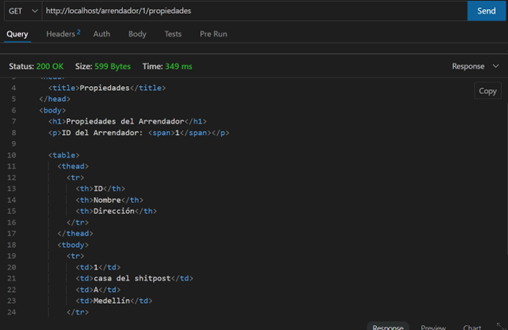 GET http://localhost/arrendador/1/propiedades Send
Query Headers 2 Auth Body Tests Pre Run
Status: 200 OK Size: 599 Bytes Time: 349 ms Response
Copy
4 <title>Propiedades</title>
5 </head>
6 <body>
7 <h1>Propiedades del Arrendador</h1>
8 <p>ID del Arrendador: <span>1</span></p>
9
10 <table>
11 <thead>
12 <tr>
13 <th>ID</th>
14 <th>Nombre</th>
15 <th>Dirección</th>
16 </tr>
17 </thead>
18 <tbody>
19 <tr>
20 <td>1</td>
21 <td>casa del shitpost</td>
22 <td>A</td>
23 <td>Medellín</td>
24 </tr>
Response Preview Chart